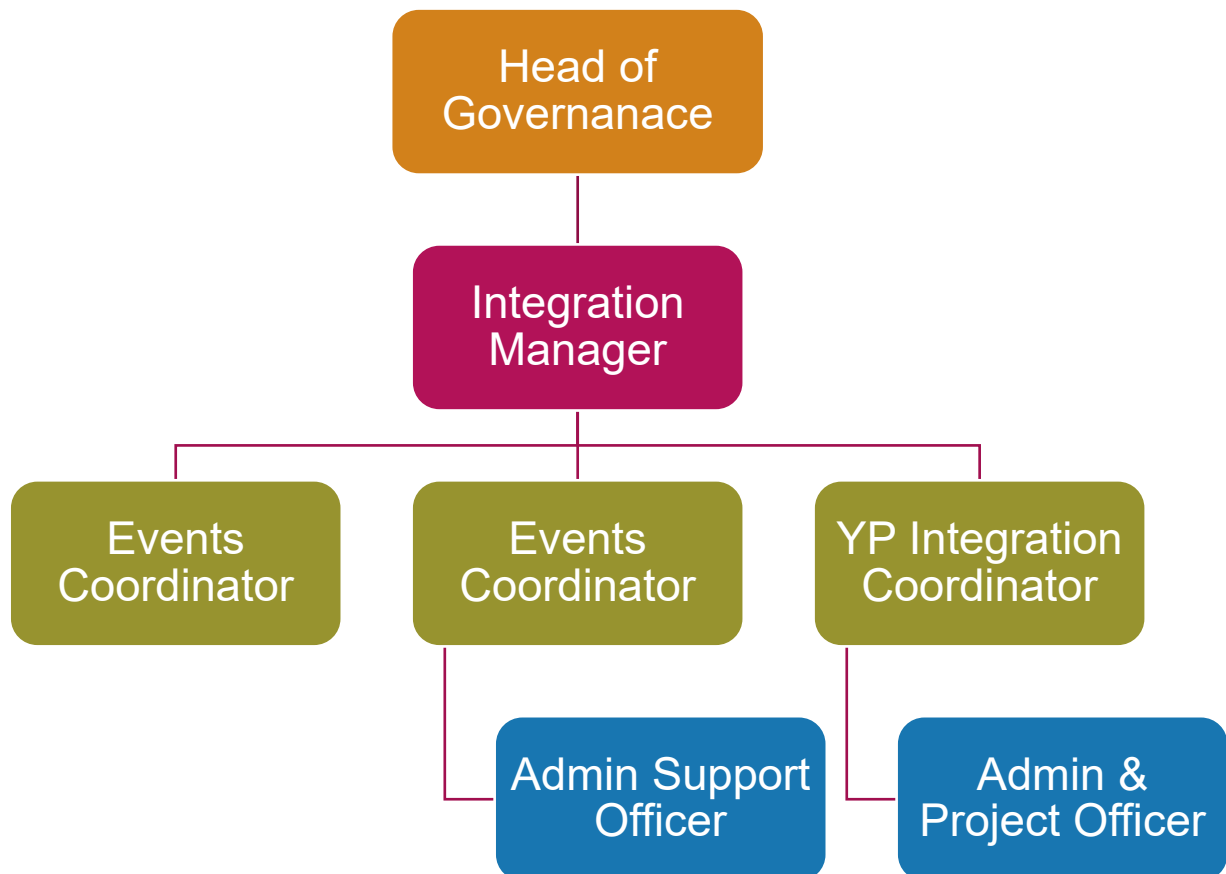 Head of
Governanace
Integration
Manager
Events
Coordinator
Events
Coordinator
YP Integration
Coordinator
Admin Support
Officer
Admin &
Project Officer